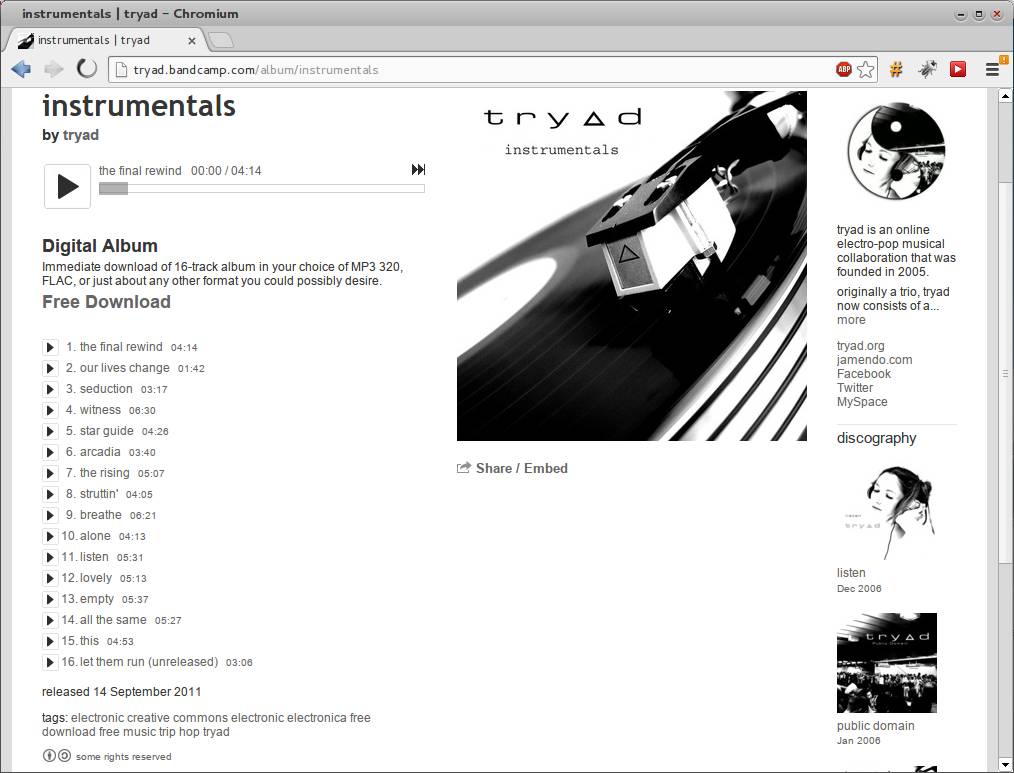 instrumentals | tryad - Chromium
instrumentals | tryad
tryad.bandcamp.com/album/instrumentals
ABP
instrumentals
by tryad
the final rewind 00:00 / 04:14
Digital Album
Immediate download of 16-track album in your choice of MP3 320,
FLAC, or just about any other format you could possibly desire.
Free Download
1. the final rewind 04:14
2. our lives change 01:42
3. seduction 03:17
4. witness 06:30
5. star guide 04:26
6. arcadia 03:40
7. the rising 05:07
8. struttin' 04:05
9. breathe 06:21
10. alone 04:13
11. listen 05:31
12. lovely 05:13
13. empty 05:37
14. all the same 05:27
15. this 04:53
16. let them run (unreleased) 03:06
released 14 September 2011
tags: electronic creative commons electronic electronica free
download free music trip hop tryad
some rights reserved
tryΔd
instrumentals
Share / Embed
tryad is an online
electro-pop musical
collaboration that was
founded in 2005.
originally a trio, tryad
now consists of a...
more
tryad.org
jamendo.com
Facebook
Twitter
MySpace
discography
listen
tryΔd
listen
Dec 2006
tryΔd
Public Domain
public domain
Jan 2006